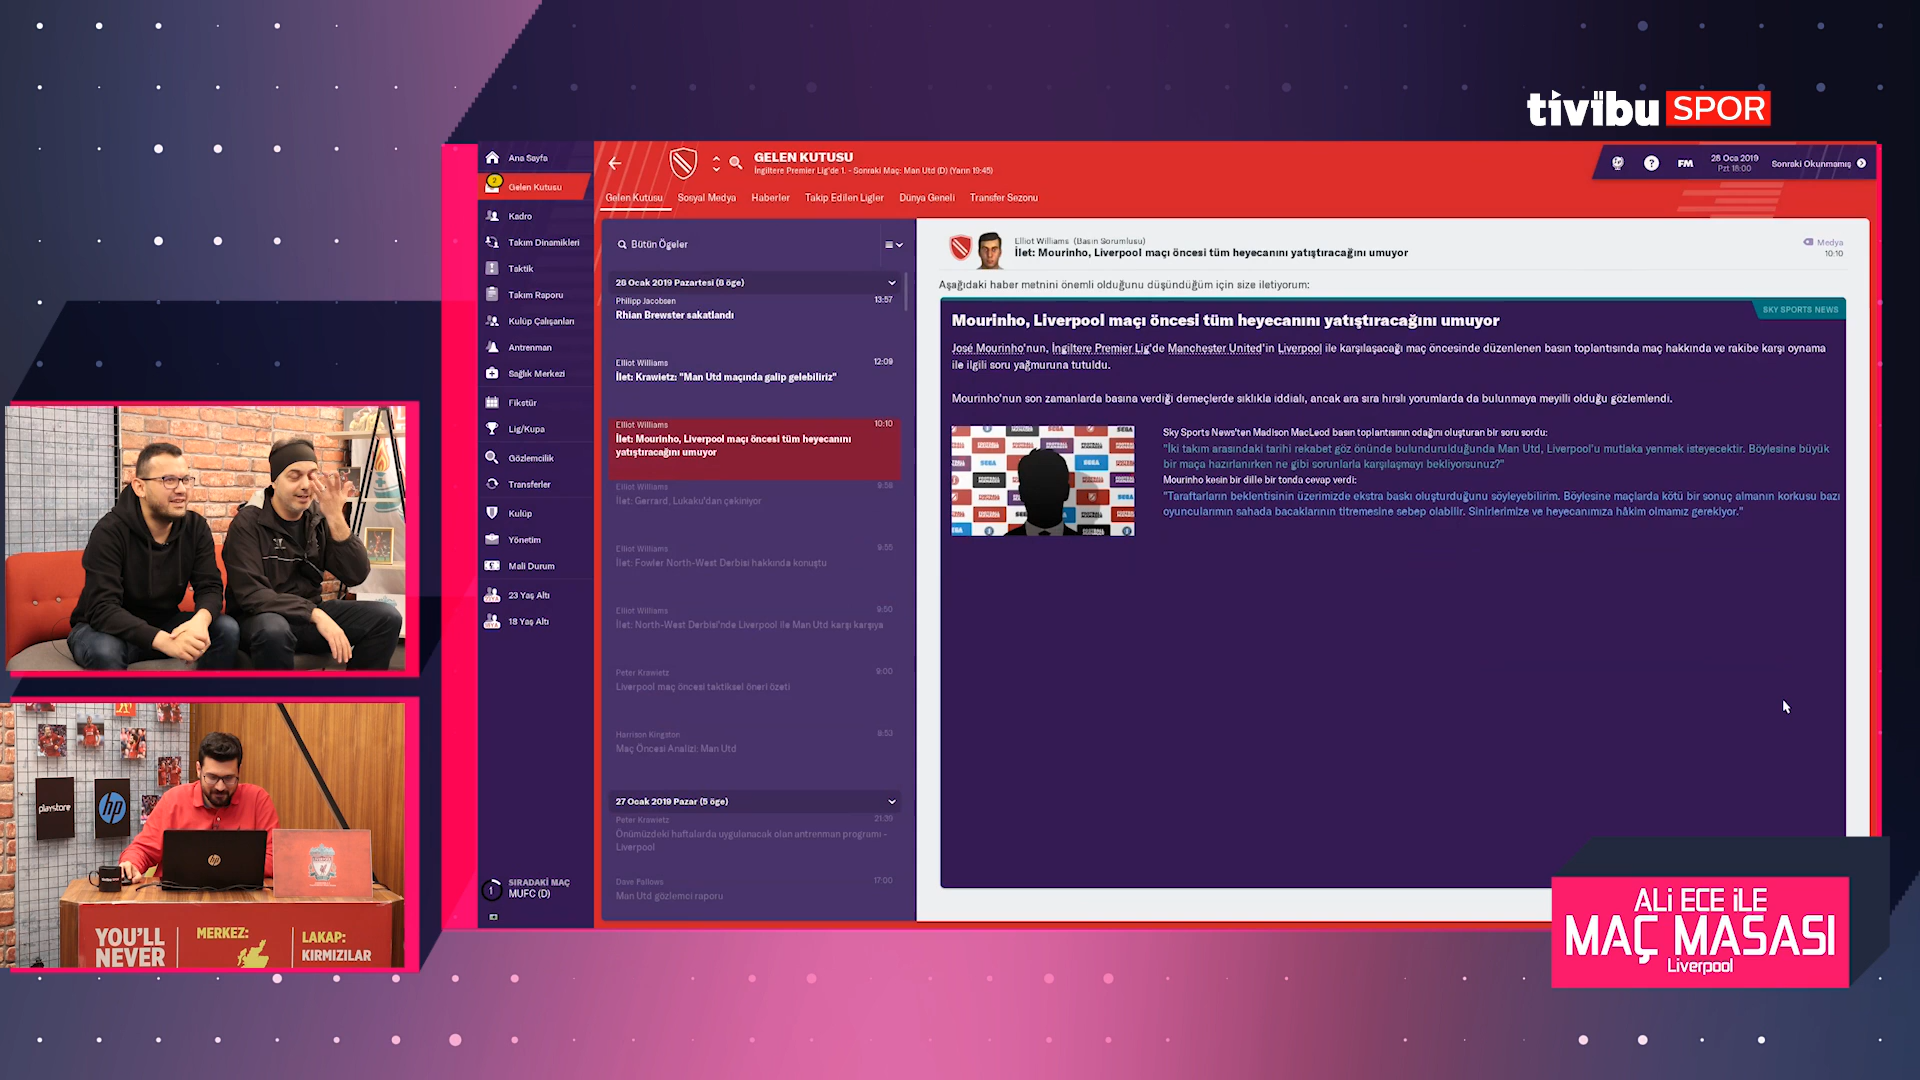 tivibu SPOR
Ana Sayfa
2
Gelen Kutusu
Kadro
Takım Dinamikleri
Taktik
Takım Raporu
Kulüp Çalışanları
Antrenman
Sağlık Merkezi
Fikstür
Lig/Kupa
Gözlemcilik
Transferler
Kulüp
Yönetim
Mali Durum
23 Yaş Altı
18 Yaş Altı
1
SIRADAKİ MAÇ
MUFC (D)
GELEN KUTUSU
İngiltere Premier Lig'de 1. - Sonraki Maç: Man Utd (D) (Yarın 19:45)
?
FM
28 Oca 2019
Pzt 18:00
Sonraki Okunmamış
Gelen Kutusu
Sosyal Medya
Haberler
Takip Edilen Ligler
Dünya Geneli
Transfer Sezonu
Bütün Ögeler
28 Ocak 2019 Pazartesi (8 öge)
Philipp Jacobsen
13:57
Rhian Brewster sakatlandı
Elliot Williams
12:09
İlet: Krawietz: "Man Utd maçında galip gelebiliriz"
Elliot Williams
10:10
İlet: Mourinho, Liverpool maçı öncesi tüm heyecanını
yatıştıracağını umuyor
Elliot Williams
İlet: Gerrard, Lukaku'dan çekiniyor
Elliot Williams
9:55
İlet: Fowler North-West Derbisi hakkında konuştu
Elliot Williams
9:50
İlet: North-West Derbisi'nde Liverpool ile Man Utd karşı karşıya
Peter Krawietz
9:00
Liverpool maç öncesi taktiksel öneri özeti
Harrison Kingston
8:53
Maç Öncesi Analizi: Man Utd
27 Ocak 2019 Pazar (5 öge)
Peter Krawietz
21:39
Önümüzdeki haftalarda uygulanacak olan antrenman programı -
Liverpool
Dave Fallows
17:00
Man Utd gözlemci raporu
Elliot Williams (Basın Sorumlusu)
İlet: Mourinho, Liverpool maçı öncesi tüm heyecanını yatıştıracağını umuyor
Medya
10:10
Aşağıdaki haber metnini önemli olduğunu düşündüğüm için size iletiyorum:
SKY SPORTS NEWS
Mourinho, Liverpool maçı öncesi tüm heyecanını yatıştıracağını umuyor
José Mourinho'nun, İngiltere Premier Lig'de Manchester United'in Liverpool ile karşılaşacağı maç öncesinde düzenlenen basın toplantısında maç hakkında ve rakibe karşı oynama
ile ilgili soru yağmuruna tutuldu.
Mourinho'nun son zamanlarda basına verdiği demeçlerde sıklıkla iddialı, ancak ara sıra hırslı yorumlarda da bulunmaya meyilli olduğu gözlemlendi.
Sky Sports News'ten Madison MacLeod basın toplantısının odağını oluşturan bir soru sordu:
"İki takım arasındaki tarihi rekabet göz önünde bulundurulduğunda Man Utd, Liverpool'u mutlaka yenmek isteyecektir. Böylesine büyük
bir maça hazırlanırken ne gibi sorunlarla karşılaşmayı bekliyorsunuz?"
Mourinho kesin bir dille bir tonda cevap verdi:
"Taraftarların beklentisinin üzerimizde ekstra baskı oluşturduğunu söyleyebilirim. Böylesine maçlarda kötü bir sonuç almanın korkusu bazı
oyuncularımın sahada bacaklarının titremesine sebep olabilir. Sinirlerimize ve heyecanımıza hâkim olmamız gerekiyor."
SEGA
playstore
hp
hp
YOU'LL
NEVER
MERKEZ:
LAKAP:
KIRMIZILAR
ALİ ECE İLE
MAÇ MASASI
Liverpool